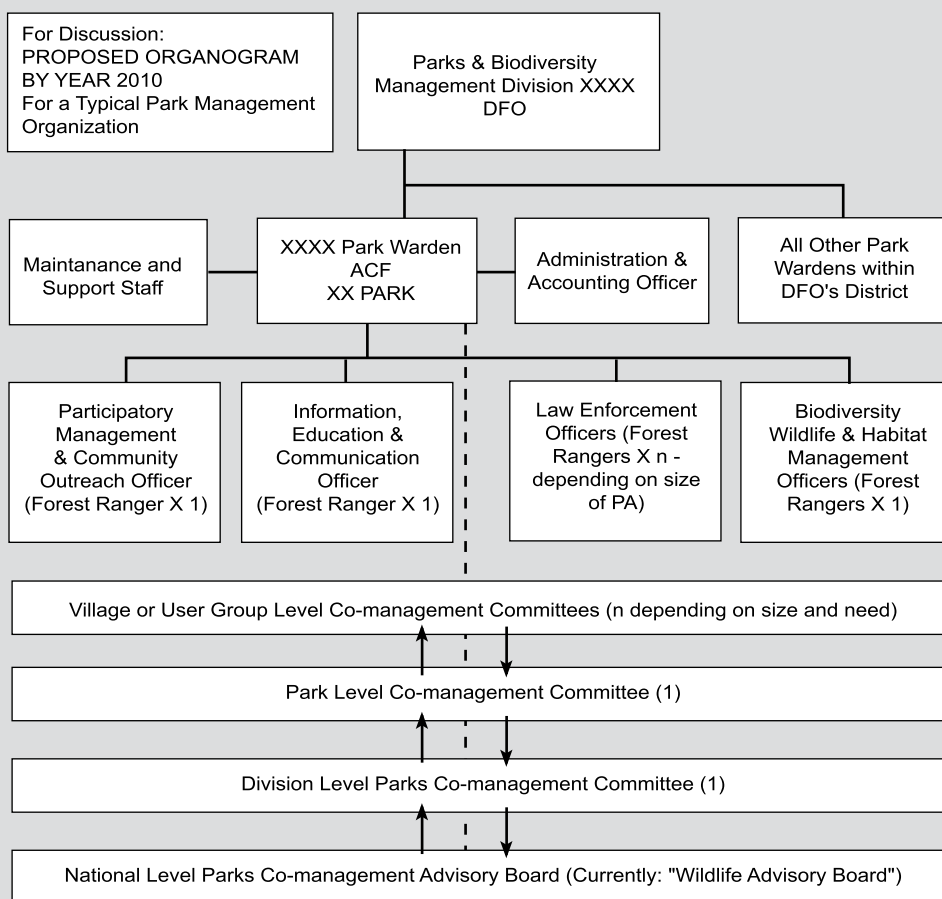 For Discussion:
PROPOSED ORGANOGRAM
BY YEAR 2010
For a Typical Park Management
Organization
Parks & Biodiversity
Management Division XXXX
DFO
Maintanance and
Support Staff
XXXX Park Warden
ACF
XX PARK
Administration &
Accounting Officer
All Other Park
Wardens within
DFO's District
Participatory
Management
& Community
Outreach Officer
(Forest Ranger X 1)
Information,
Education &
Communication
Officer
(Forest Ranger X 1)
Law Enforcement
Officers (Forest
Rangers X n -
depending on size
of PA)
Biodiversity
Wildlife & Habitat
Management
Officers (Forest
Rangers X 1)
Village or User Group Level Co-management Committees (n depending on size and need)
Park Level Co-management Committee (1)
Division Level Parks Co-management Committee (1)
National Level Parks Co-management Advisory Board (Currently: "Wildlife Advisory Board")